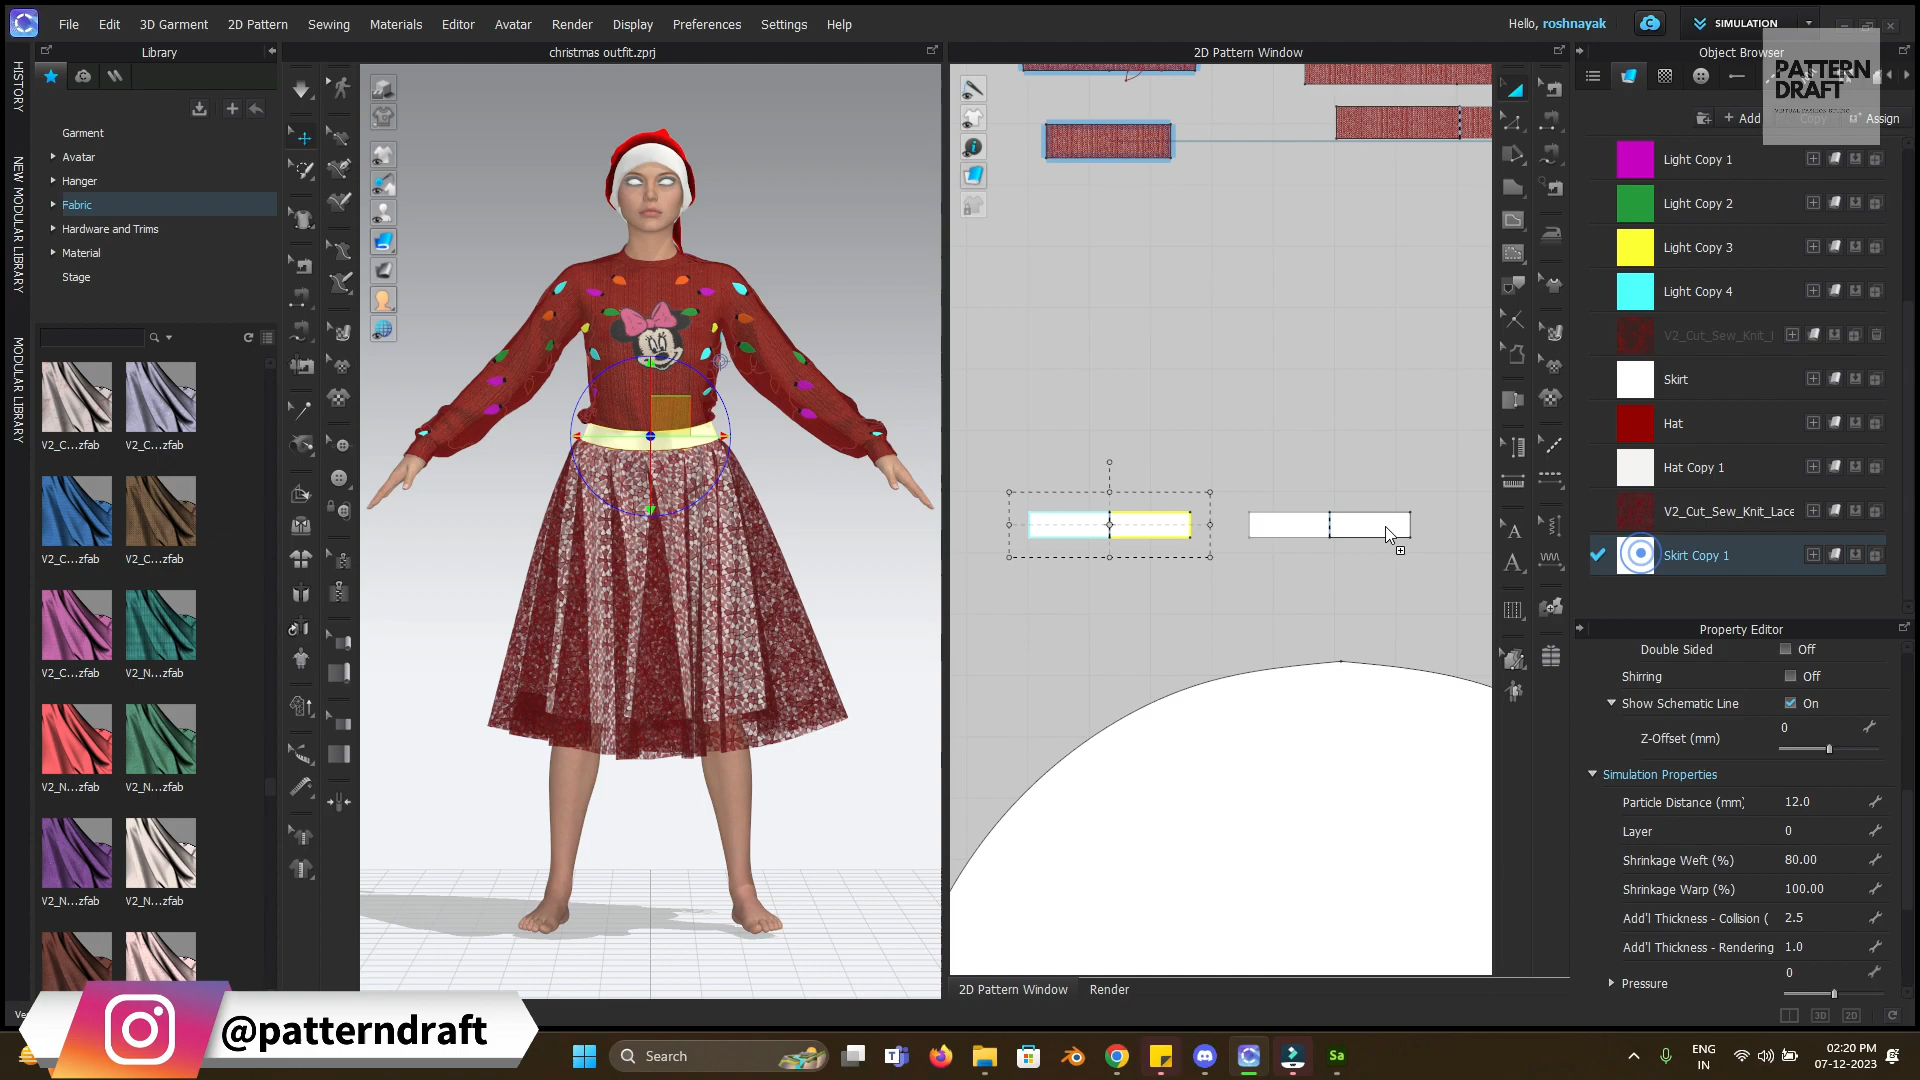 File Edit 3D Garment 2D Pattern Sewing Materials Editor Avatar Render Display Preferences Settings Help
Hello, roshnayak
SIMULATION
Library
christmas outfit.zprj
2D Pattern Window
Object Browser
PATTERN
DRAFT
HISTORY
NEW MODULAR LIBRARY
MODULAR LIBRARY
Garment
Avatar
Hanger
Fabric
Hardware and Trims
Material
Stage
V2_C...zfab V2_C...zfab
V2_C...zfab V2_C...zfab
V2_C...zfab V2_N...zfab
V2_N...zfab V2_N...zfab
V2_N...zfab V2_N...zfab
+ Add Copy Assign
Light Copy 1
Light Copy 2
Light Copy 3
Light Copy 4
V2_Cut_Sew_Knit_l
Skirt
Hat
Hat Copy 1
V2_Cut_Sew_Knit_Lace
Skirt Copy 1
Property Editor
Double Sided Off
Shirring Off
Show Schematic Line On
Z-Offset (mm) 0
Simulation Properties
Particle Distance (mm) 12.0
Layer 0
Shrinkage Weft (%) 80.00
Shrinkage Warp (%) 100.00
Add'l Thickness - Collision ( 2.5
Add'l Thickness - Rendering 1.0
Pressure 0
3D 2D
2D Pattern Window Render
Ve
@patterndraft
Search
Sa
ENG
IN
02:20 PM
07-12-2023